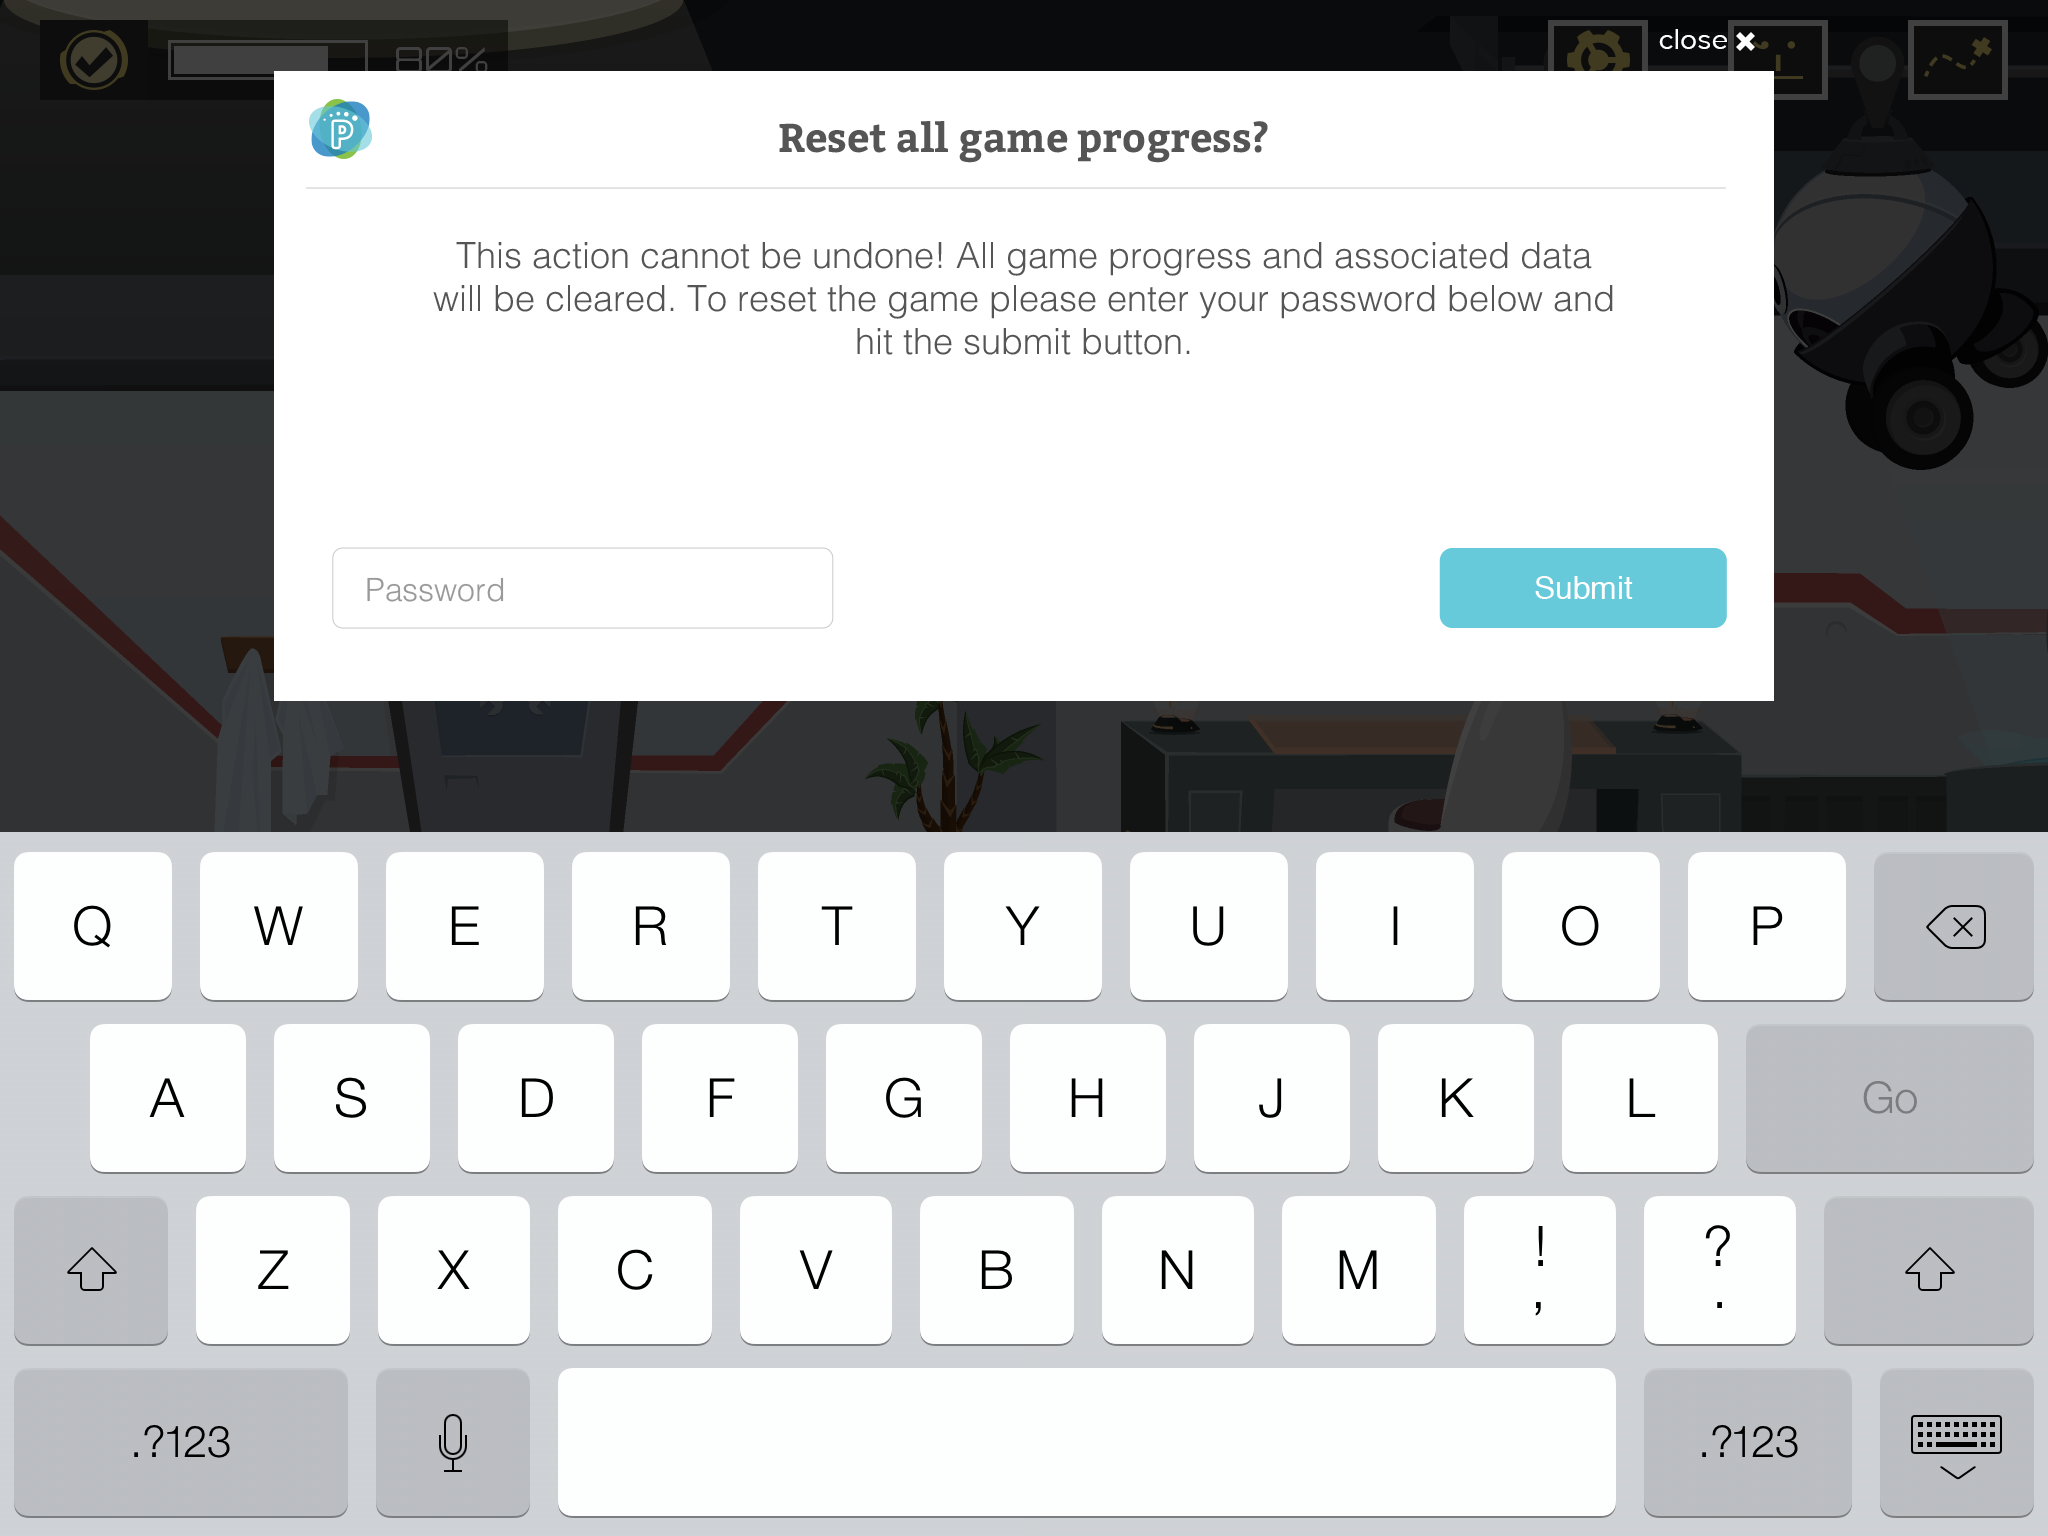 80%
close ✖
P
Reset all game progress?
This action cannot be undone! All game progress and associated data
will be cleared. To reset the game please enter your password below and
hit the submit button.
Password
Submit
Q W E R T Y U I O P
A S D F G H J K L Go
Z X C V B N M ! , ? .
.?123 .?123